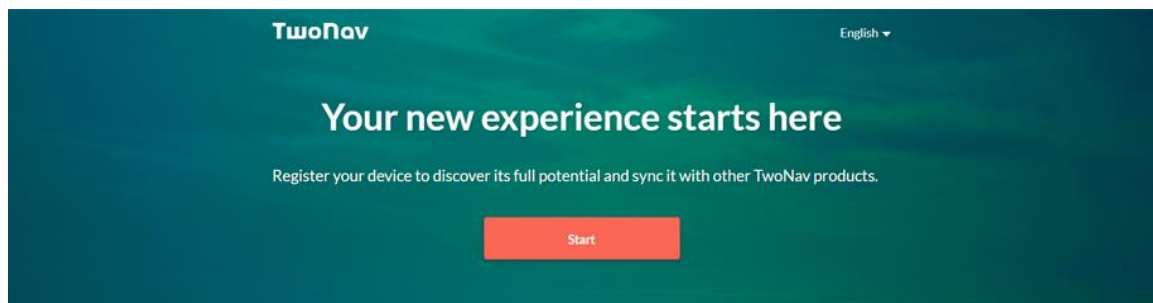 TwoNav
English
Your new experience starts here
Register your device to discover its full potential and sync it with other TwoNav products.
Start